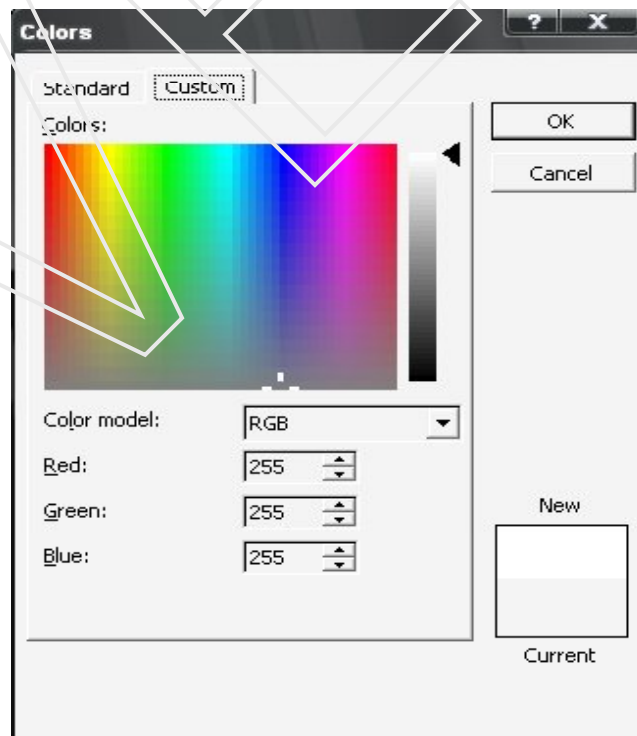 Colors
? X
Standard Custom
Colors:
OK
Cancel
Color model: RGB
Red: 255
Green: 255
Blue: 255
New
Current